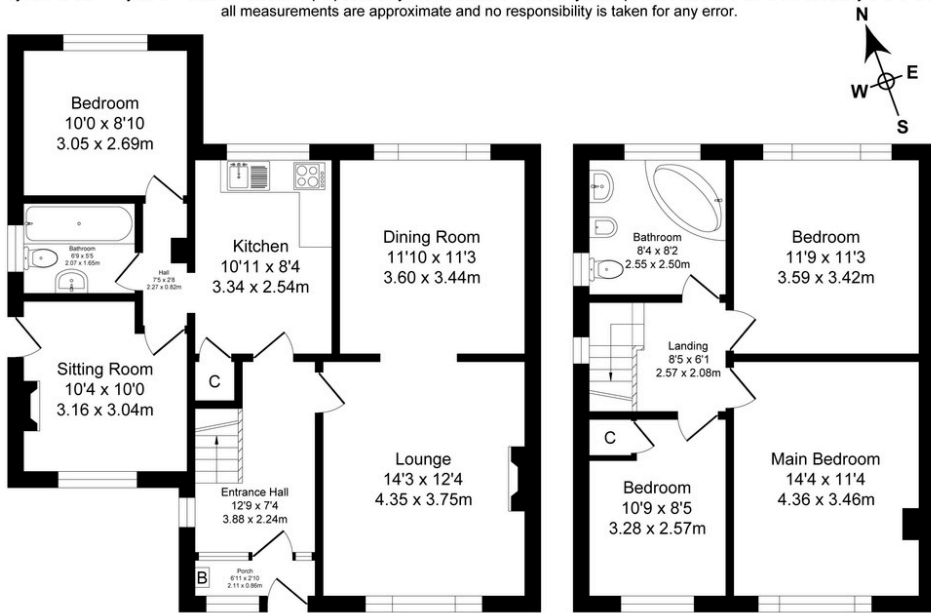 all measurements are approximate and no responsibility is taken for any error.
N
W
E
S
Bedroom
10'0 x 8'10
3.05 x 2.69m
Bathroom
6'9 x 5'5
2.07 x 1.65m
Hall
7'5 x 2'8
2.27 x 0.82m
Kitchen
10'11 x 8'4
3.34 x 2.54m
Dining Room
11'10 x 11'3
3.60 x 3.44m
Sitting Room
10'4 x 10'0
3.16 x 3.04m
C
Entrance Hall
12'9 x 7'4
3.88 x 2.24m
Lounge
14'3 x 12'4
4.35 x 3.75m
B
Porch
6'11 x 2'10
2.11 x 0.86m
Bathroom
8'4 x 8'2
2.55 x 2.50m
Bedroom
11'9 x 11'3
3.59 x 3.42m
Landing
8'5 x 6'1
2.57 x 2.08m
C
Bedroom
10'9 x 8'5
3.28 x 2.57m
Main Bedroom
14'4 x 11'4
4.36 x 3.46m